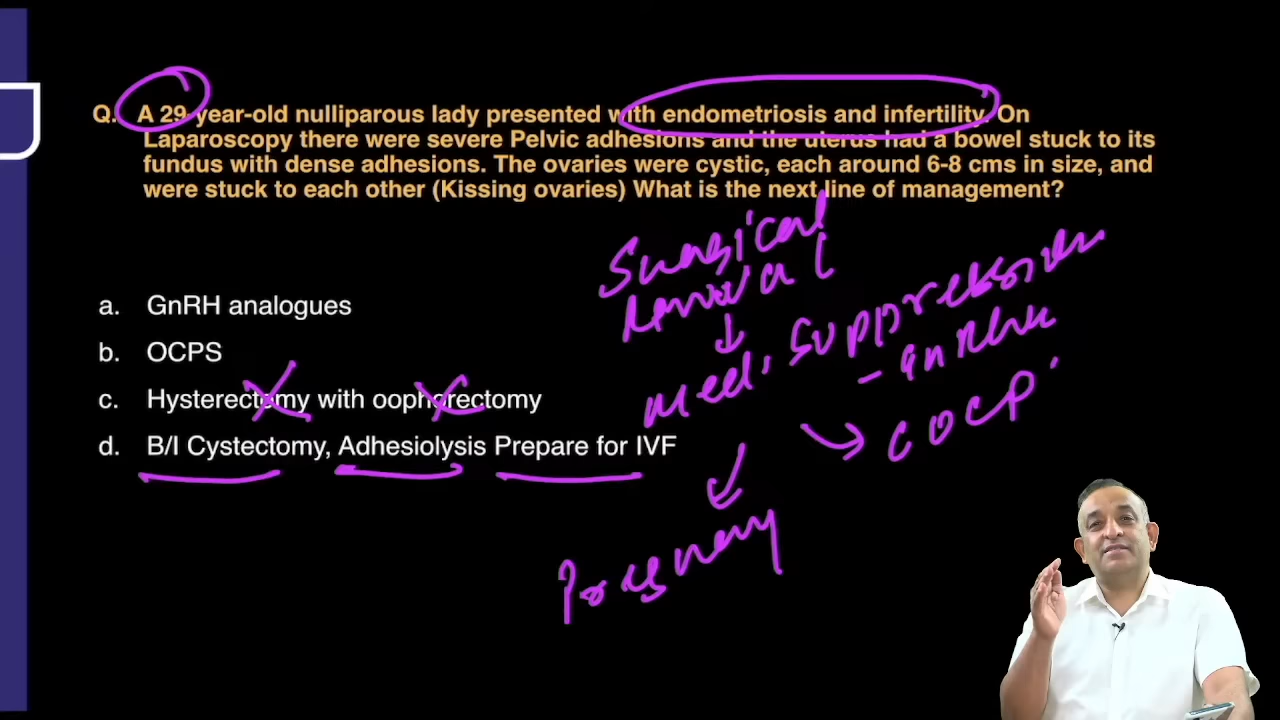 Q. A 29 year-old nulliparous lady presented with endometriosis and infertility. On
Laparoscopy there were severe Pelvic adhesions and the uterus had a bowel stuck to its
fundus with dense adhesions. The ovaries were cystic, each around 6-8 cms in size, and
were stuck to each other (Kissing ovaries) What is the next line of management?
Surgical
removal
med. suppression
- GnRHa
COCP
a. GnRH analogues
b. OCPS
c. Hysterectomy with oophorectomy
d. B/I Cystectomy, Adhesiolysis Prepare for IVF
Pregnancy